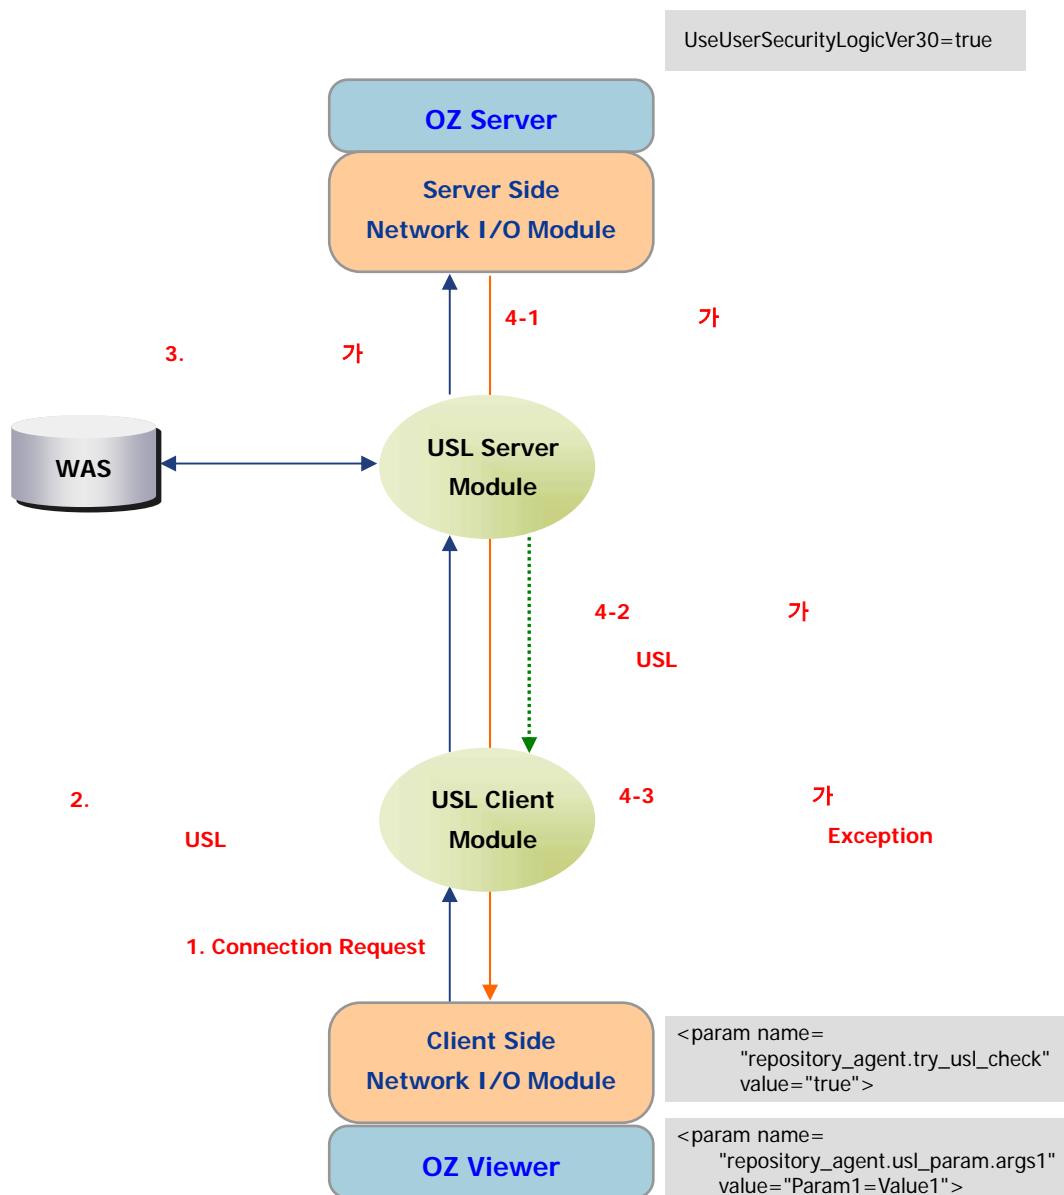 UseUserSecurityLogicVer30=true
OZ Server
Server Side
Network I/O Module
4-1 가
3. 가
WAS
USL Server
Module
4-2 가
USL
2.
USL
USL Client
Module
4-3 가
Exception
1. Connection Request
Client Side
Network I/O Module
<param name=
"repository_agent.try_usl_check"
value="true">
OZ Viewer
<param name=
"repository_agent.usl_param.args1"
value="Param1=Value1">